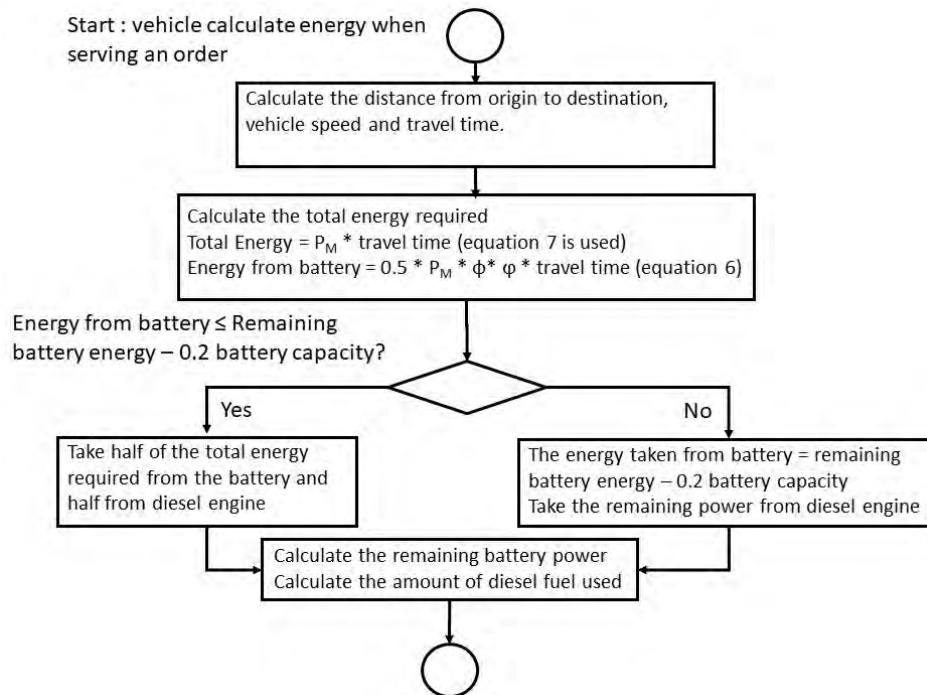 Start : vehicle calculate energy when
serving an order
Calculate the distance from origin to destination,
vehicle speed and travel time.
Calculate the total energy required
Total Energy = P_M * travel time (equation 7 is used)
Energy from battery = 0.5 * P_M * ϕ* φ * travel time (equation 6)
Energy from battery ≤ Remaining
battery energy – 0.2 battery capacity?
Yes
No
Take half of the total energy
required from the battery and
half from diesel engine
The energy taken from battery = remaining
battery energy – 0.2 battery capacity
Take the remaining power from diesel engine
Calculate the remaining battery power
Calculate the amount of diesel fuel used